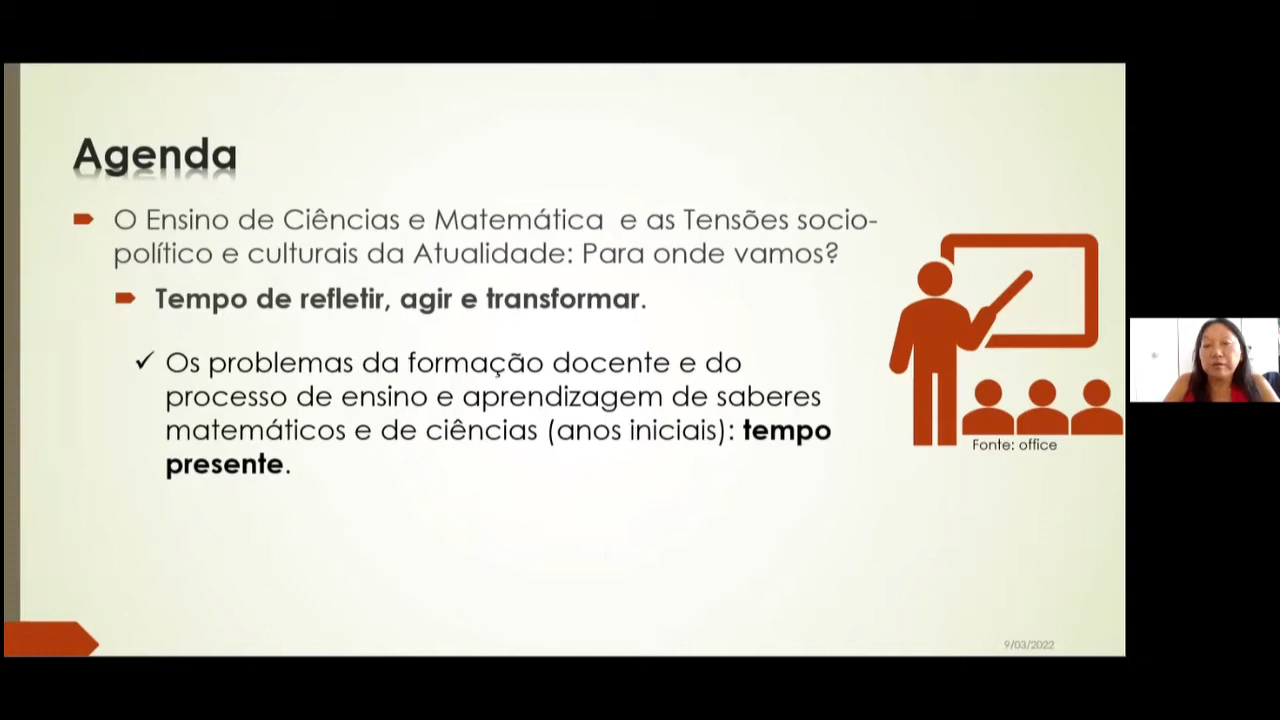 Agenda
O Ensino de Ciências e Matemática e as Tensões socio-
político e culturais da Atualidade: Para onde vamos?
Tempo de refletir, agir e transformar.
Os problemas da formação docente e do
processo de ensino e aprendizagem de saberes
matemáticos e de ciências (anos iniciais): tempo
presente.
Fonte: office
9/03/2022